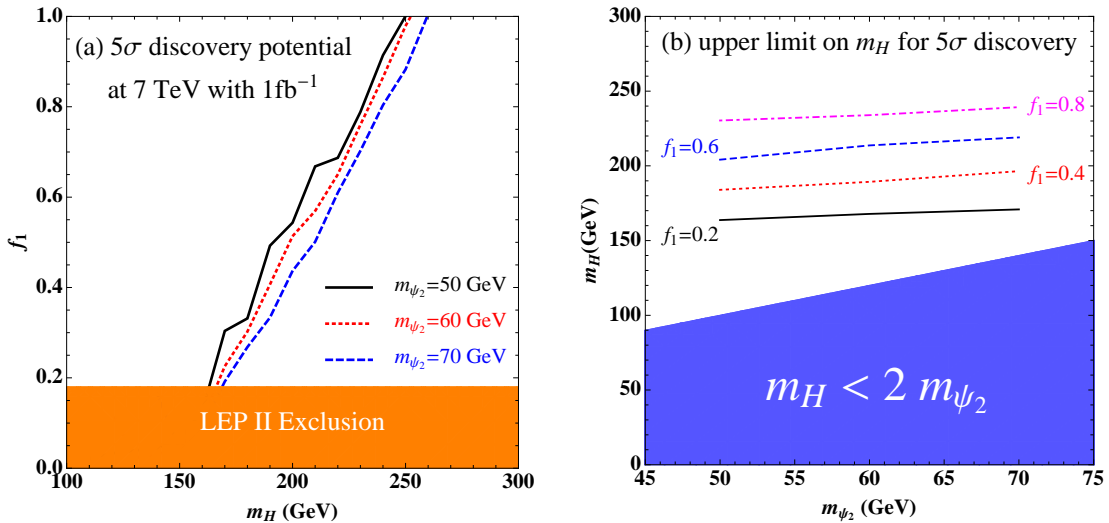 (a) 5σ discovery potential
at 7 TeV with 1fb⁻¹
f₁
1.0
0.8
0.6
0.4
0.2
0.0
m_ψ₂=50 GeV
m_ψ₂=60 GeV
m_ψ₂=70 GeV
LEP II Exclusion
100 150 200 250 300
m_H (GeV)
(b) upper limit on m_H for 5σ discovery
m_H(GeV)
300
250
200
150
100
50
0
f₁=0.8
f₁=0.6
f₁=0.4
f₁=0.2
m_H < 2 m_ψ₂
45 50 55 60 65 70 75
m_ψ₂ (GeV)